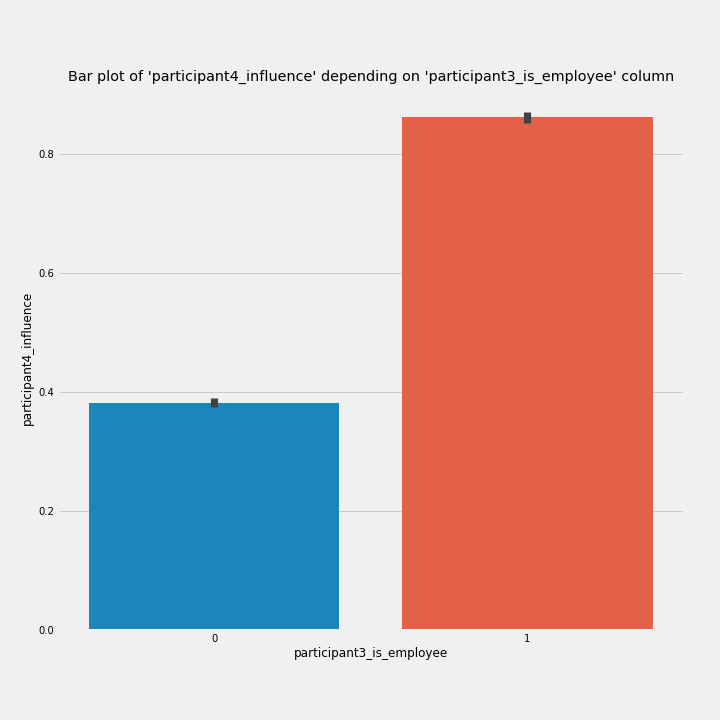 Bar plot of 'participant4_influence' depending on 'participant3_is_employee' column
0.8
0.6
0.4
0.2
0.0
participant4_influence
0
1
participant3_is_employee